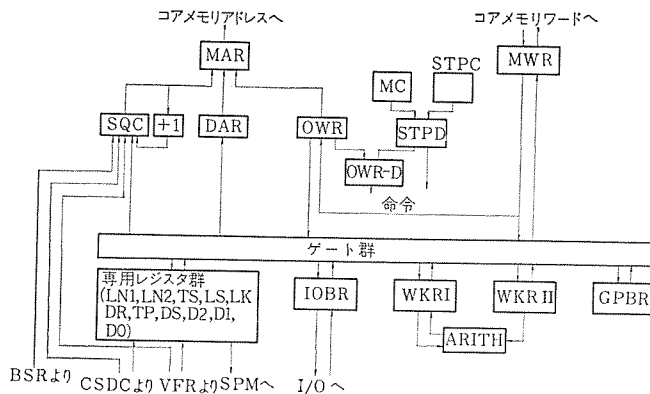 コアメモリアドレスへ
コアメモリワードへ
MAR
STPC
MWR
MC
SQC
+1
DAR
OWR
STPD
OWR-D
命令
ゲート群
専用レジスタ群
(LN1,LN2,TS,LS,LK
DR,TP,DS,D2,D1,
D0)
IOBR
WKRI
WKRII
GPBR
ARITH
BSRより
CSDCより
VFRより
SPMへ
I/Oへ